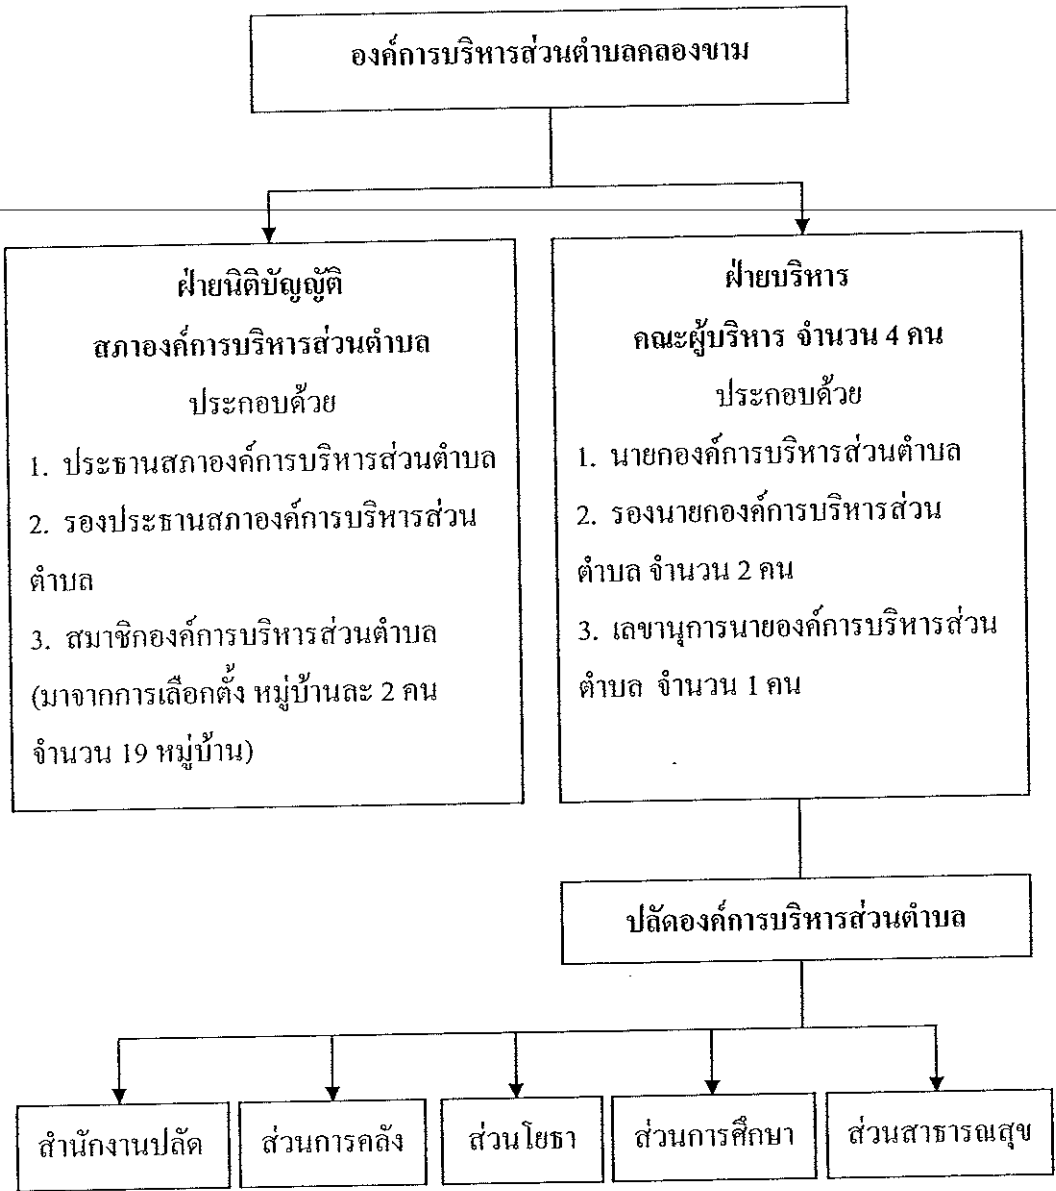 องค์การบริหารส่วนตำบลคลองขาม
ฝ่ายนิติบัญญัติ
สภาองค์การบริหารส่วนตำบล
ประกอบด้วย
1. ประธานสภาองค์การบริหารส่วนตำบล
2. รองประธานสภาองค์การบริหารส่วน
ตำบล
3. สมาชิกองค์การบริหารส่วนตำบล
(มาจากการเลือกตั้ง หมู่บ้านละ 2 คน
จำนวน 19 หมู่บ้าน)
ฝ่ายบริหาร
คณะผู้บริหาร จำนวน 4 คน
ประกอบด้วย
1. นายกองค์การบริหารส่วนตำบล
2. รองนายกองค์การบริหารส่วน
ตำบล จำนวน 2 คน
3. เลขานุการนายองค์การบริหารส่วน
ตำบล จำนวน 1 คน
ปลัดองค์การบริหารส่วนตำบล
สำนักงานปลัด
ส่วนการคลัง
ส่วนโยธา
ส่วนการศึกษา
ส่วนสาธารณสุข